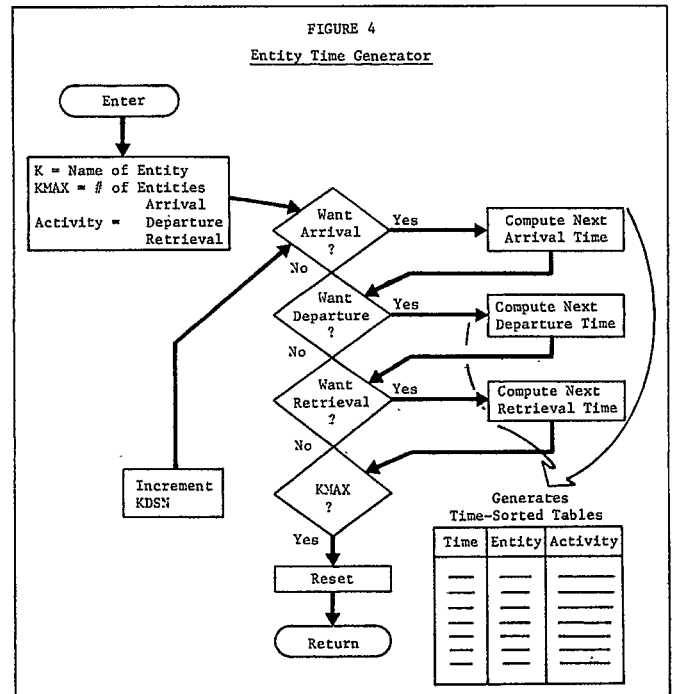 FIGURE 4
Entity Time Generator
Enter
K = Name of Entity
KMAX = # of Entities
Arrival
Activity = Departure
Retrieval
Want
Arrival
?
Yes
Compute Next
Arrival Time
No
Want
Departure
?
Yes
Compute Next
Departure Time
No
Want
Retrieval
?
Yes
Compute Next
Retrieval Time
No
Increment
KDSN
KMAX
?
Generates
Time-Sorted Tables
Yes
Time Entity Activity
Reset
Return